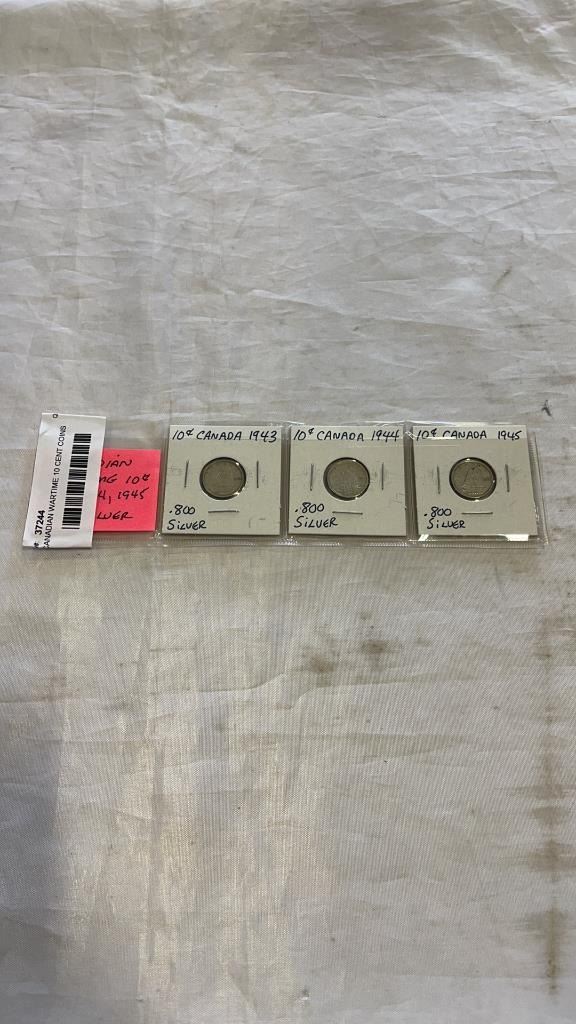 37244
CANADIAN WARTIME 10 CENT COINS
10¢
1945
10¢ CANADA 1943
.800
SILVER
10¢ CANADA 1944
.800
SILVER
10¢ CANADA 1945
.800
SILVER